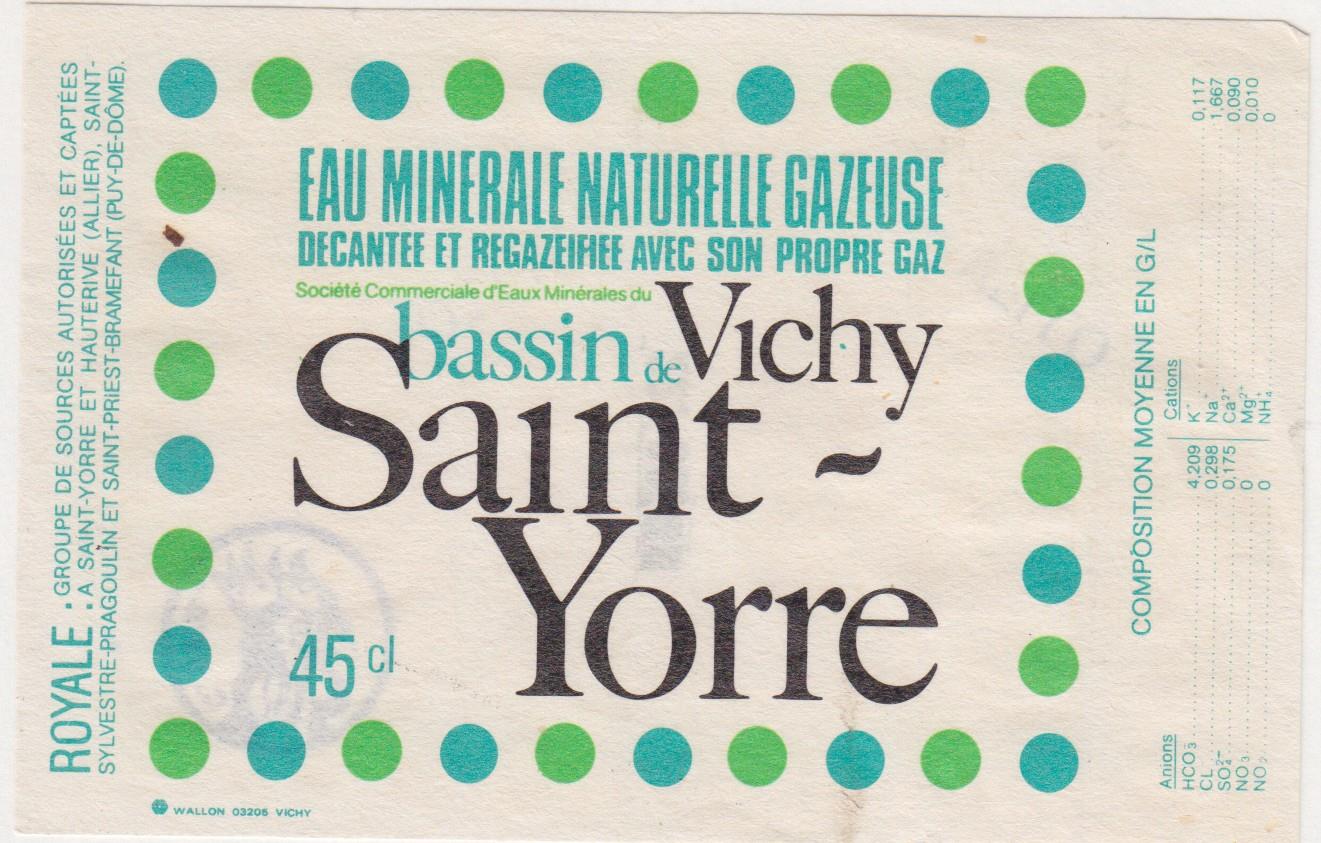 ROYALE : GROUPE DE SOURCES AUTORISÉES ET CAPTÉES
A SAINT-YORRE ET HAUTERIVE (ALLIER), SAINT-
SYLVESTRE-PRAGOULIN ET SAINT-PRIEST-BRAMEFANT (PUY-DE-DÔME).
EAU MINERALE NATURELLE GAZEUSE
DECANTEE ET REGAZEIFIEE AVEC SON PROPRE GAZ
Société Commerciale d'Eaux Minérales du
bassin de Vichy
Saint-
Yorre
45 cl
WALLON 03206 VICHY
COMPOSITION MOYENNE EN G/L
Anions Cations
HCO3- 4,209 K+ 0,117
CL 0,298 Na+ 1,667
SO4 2- 0,175 Ca2+ 0,090
NO3 0 Mg2+ 0,010
NO2 0 NH4+ 0